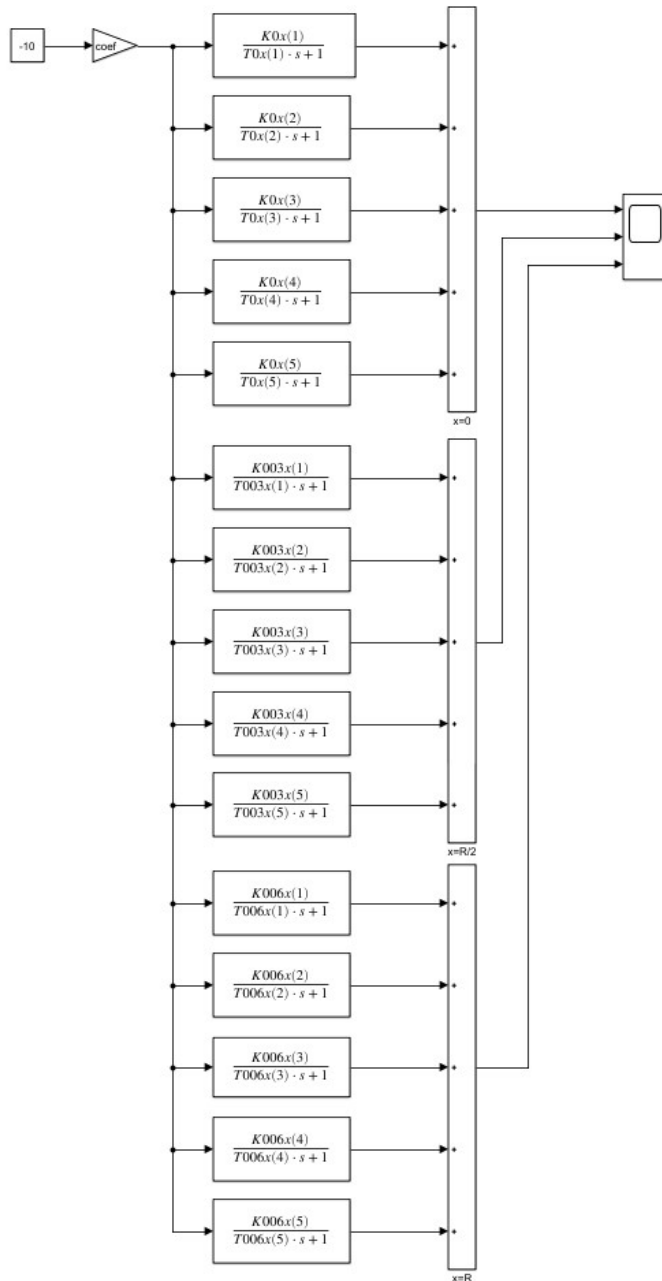 -10
coef
K0x(1)
T0x(1) · s + 1
K0x(2)
T0x(2) · s + 1
K0x(3)
T0x(3) · s + 1
K0x(4)
T0x(4) · s + 1
K0x(5)
T0x(5) · s + 1
x=0
K003x(1)
T003x(1) · s + 1
K003x(2)
T003x(2) · s + 1
K003x(3)
T003x(3) · s + 1
K003x(4)
T003x(4) · s + 1
K003x(5)
T003x(5) · s + 1
x=R/2
K006x(1)
T006x(1) · s + 1
K006x(2)
T006x(2) · s + 1
K006x(3)
T006x(3) · s + 1
K006x(4)
T006x(4) · s + 1
K006x(5)
T006x(5) · s + 1
x=R